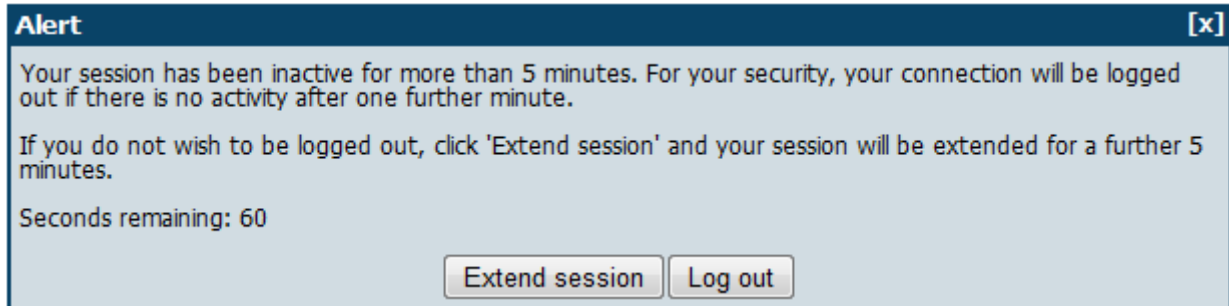 Alert [x]
Your session has been inactive for more than 5 minutes. For your security, your connection will be logged
out if there is no activity after one further minute.
If you do not wish to be logged out, click 'Extend session' and your session will be extended for a further 5
minutes.
Seconds remaining: 60
Extend session Log out